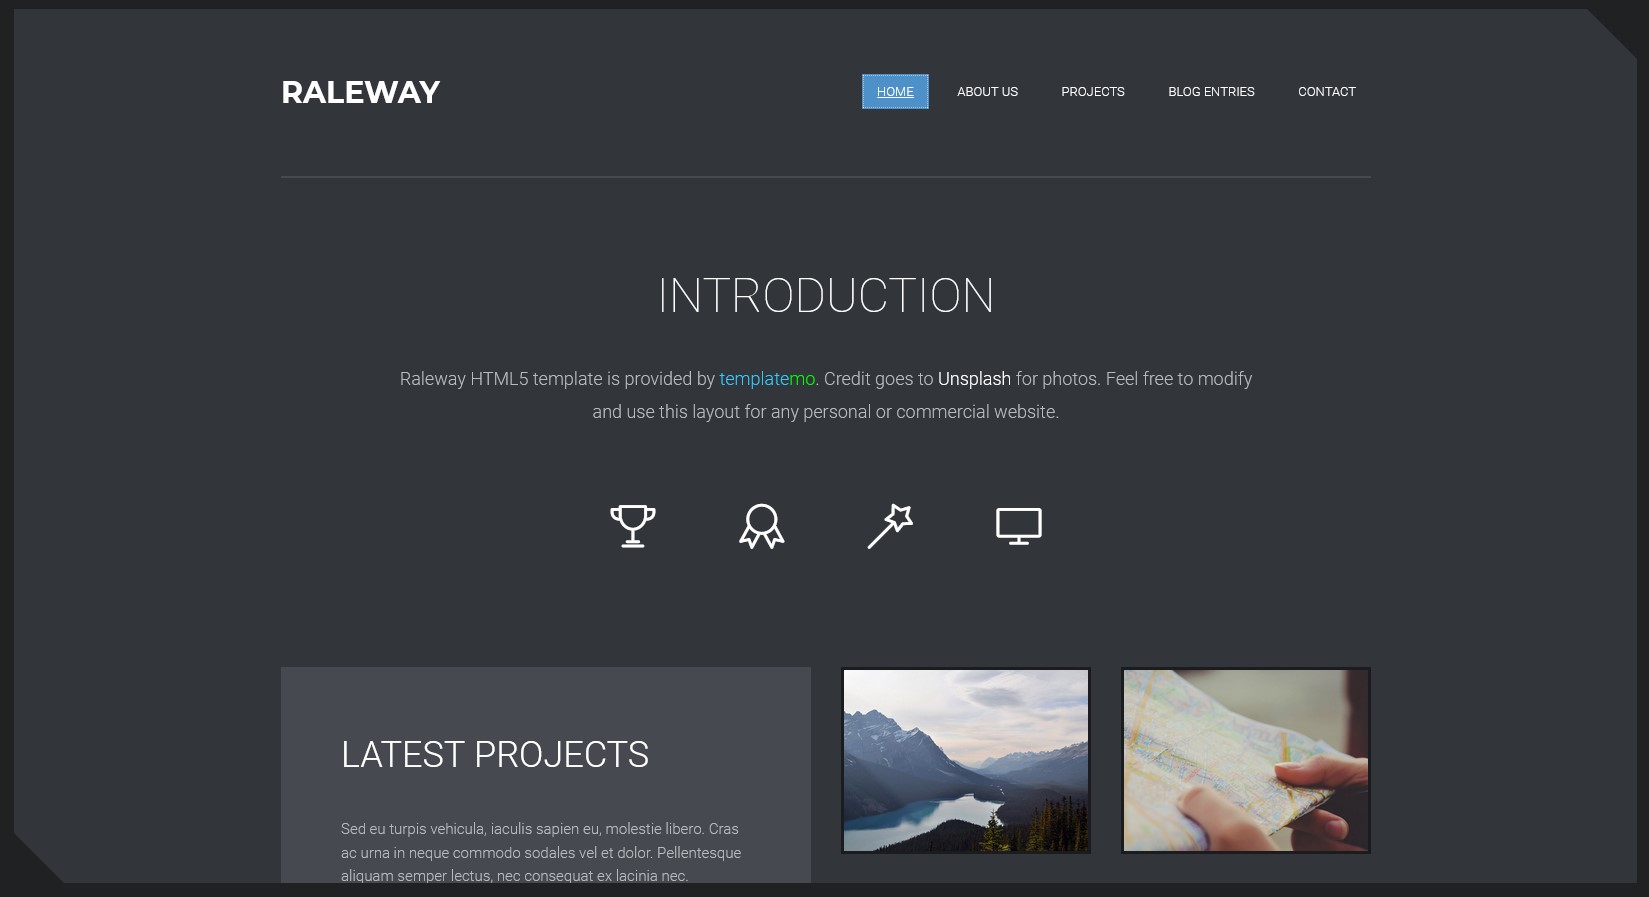 RALEWAY
HOME
ABOUT US
PROJECTS
BLOG ENTRIES
CONTACT
INTRODUCTION
Raleway HTML5 template is provided by templatemo. Credit goes to Unsplash for photos. Feel free to modify
and use this layout for any personal or commercial website.
LATEST PROJECTS
Sed eu turpis vehicula, iaculis sapien eu, molestie libero. Cras
ac urna in neque commodo sodales vel et dolor. Pellentesque
aliquam semper lectus, nec consequat ex lacinia nec.